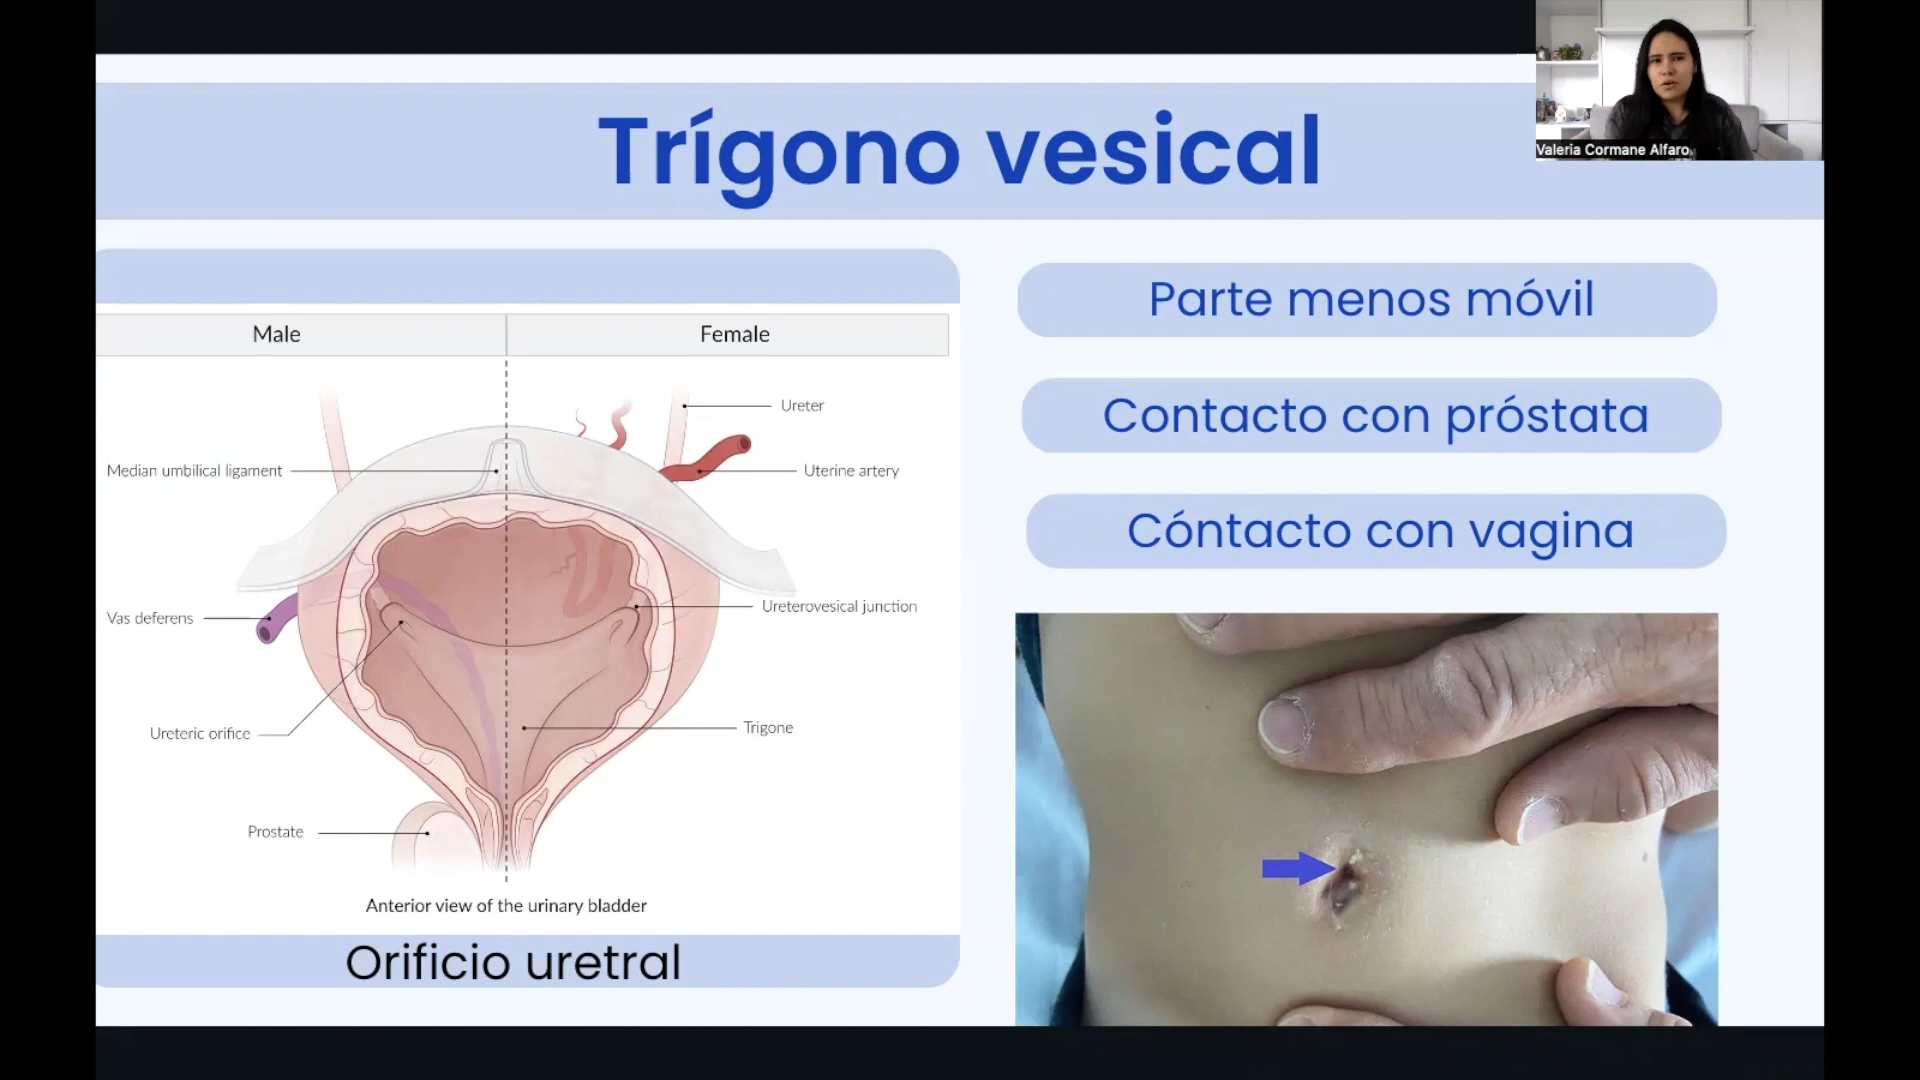 Valeria Cormane Alfaro
Trígono vesical
Male
Female
Ureter
Median umbilical ligament
Uterine artery
Vas deferens
Ureterovesical junction
Ureteric orifice
Trigone
Prostate
Anterior view of the urinary bladder
Orificio uretral
Parte menos móvil
Contacto con próstata
Cóntacto con vagina